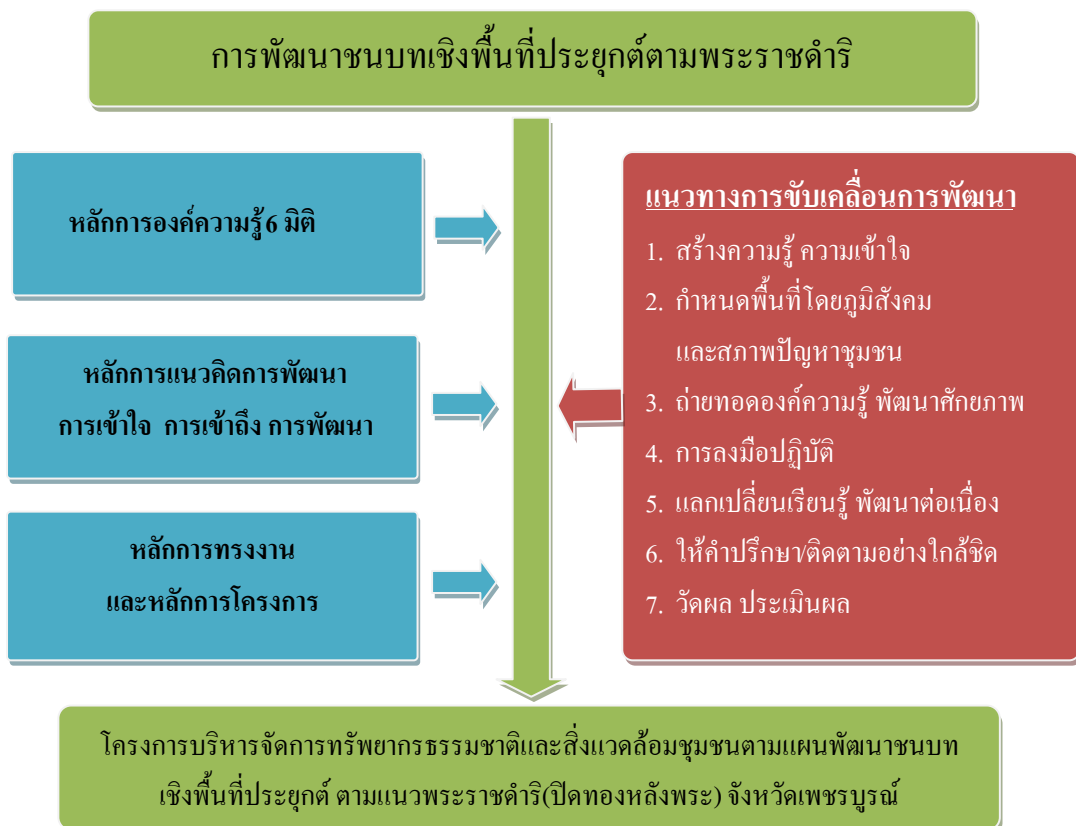 การพัฒนาชนบทเชิงพื้นที่ประยุกต์ตามพระราชดำริ
หลักการองค์ความรู้ 6 มิติ
หลักการแนวคิดการพัฒนา
การเข้าใจ การเข้าถึง การพัฒนา
หลักการทรงงาน
และหลักการโครงการ
แนวทางการขับเคลื่อนการพัฒนา
1. สร้างความรู้ ความเข้าใจ
2. กำหนดพื้นที่โดยภูมิสังคม
และสภาพปัญหาชุมชน
3. ถ่ายทอดองค์ความรู้ พัฒนาศักยภาพ
4. การลงมือปฏิบัติ
5. แลกเปลี่ยนเรียนรู้ พัฒนาต่อเนื่อง
6. ให้คำปรึกษา/ติดตามอย่างใกล้ชิด
7. วัดผล ประเมินผล
โครงการบริหารจัดการทรัพยากรธรรมชาติและสิ่งแวดล้อมชุมชนตามแผนพัฒนาชนบท
เชิงพื้นที่ประยุกต์ ตามแนวพระราชดำริ(ปิดทองหลังพระ) จังหวัดเพชรบูรณ์